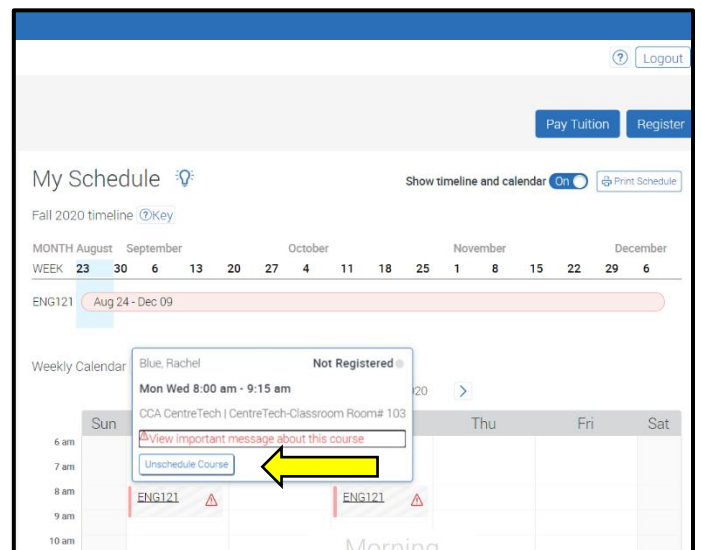 ? Logout
Pay Tuition Register
My Schedule Show timeline and calendar On Print Schedule
Fall 2020 timeline ?Key
MONTH August September October November December
WEEK 23 30 6 13 20 27 4 11 18 25 1 8 15 22 29 6
ENG121 Aug 24 - Dec 09
Weekly Calendar
Blue, Rachel Not Registered
Mon Wed 8:00 am - 9:15 am
CCA CentreTech | CentreTech-Classroom Room# 103
View important message about this course
Unschedule Course
Sun Thu Fri Sat
6 am
7 am
8 am ENG121 ENG121
9 am
10 am Morning